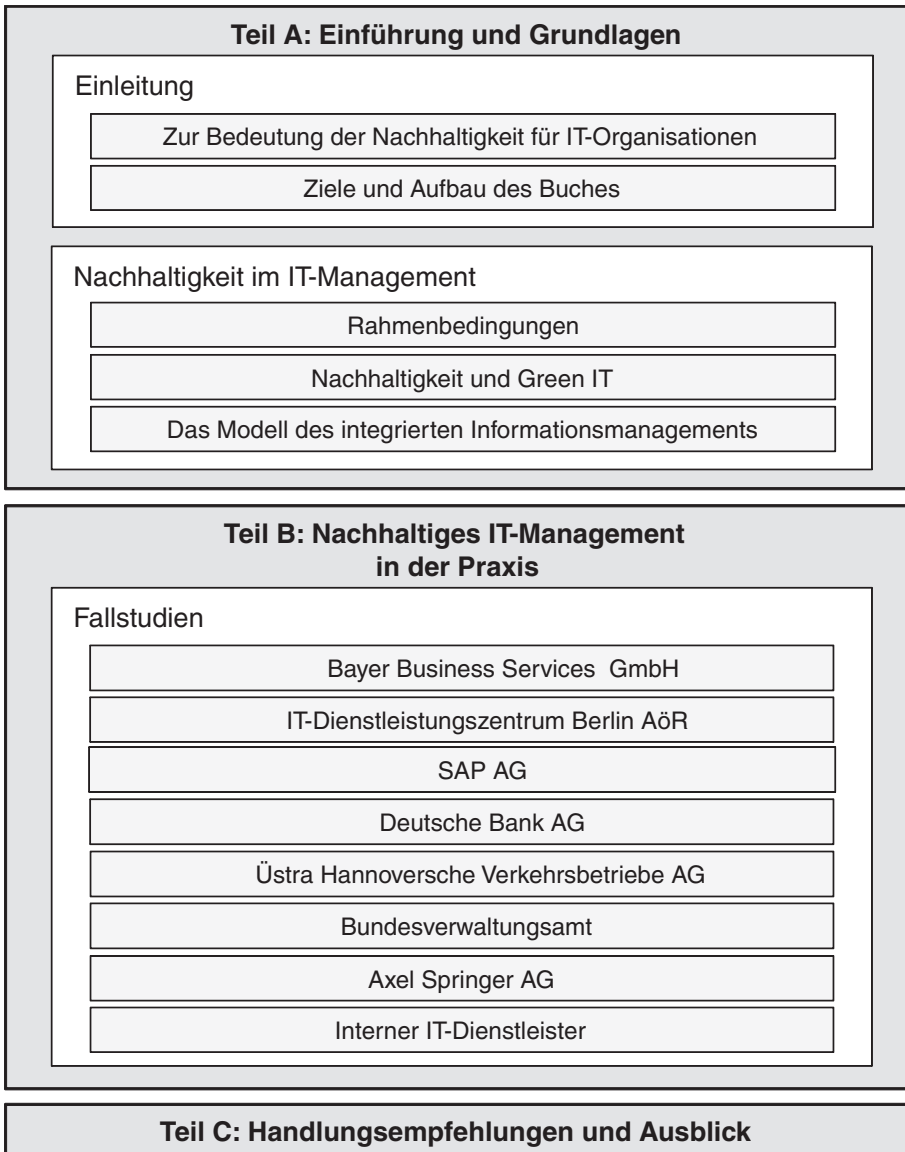 Teil A: Einführung und Grundlagen
Einleitung
Zur Bedeutung der Nachhaltigkeit für IT-Organisationen
Ziele und Aufbau des Buches
Nachhaltigkeit im IT-Management
Rahmenbedingungen
Nachhaltigkeit und Green IT
Das Modell des integrierten Informationsmanagements
Teil B: Nachhaltiges IT-Management
in der Praxis
Fallstudien
Bayer Business Services GmbH
IT-Dienstleistungszentrum Berlin AöR
SAP AG
Deutsche Bank AG
Üstra Hannoversche Verkehrsbetriebe AG
Bundesverwaltungsamt
Axel Springer AG
Interner IT-Dienstleister
Teil C: Handlungsempfehlungen und Ausblick